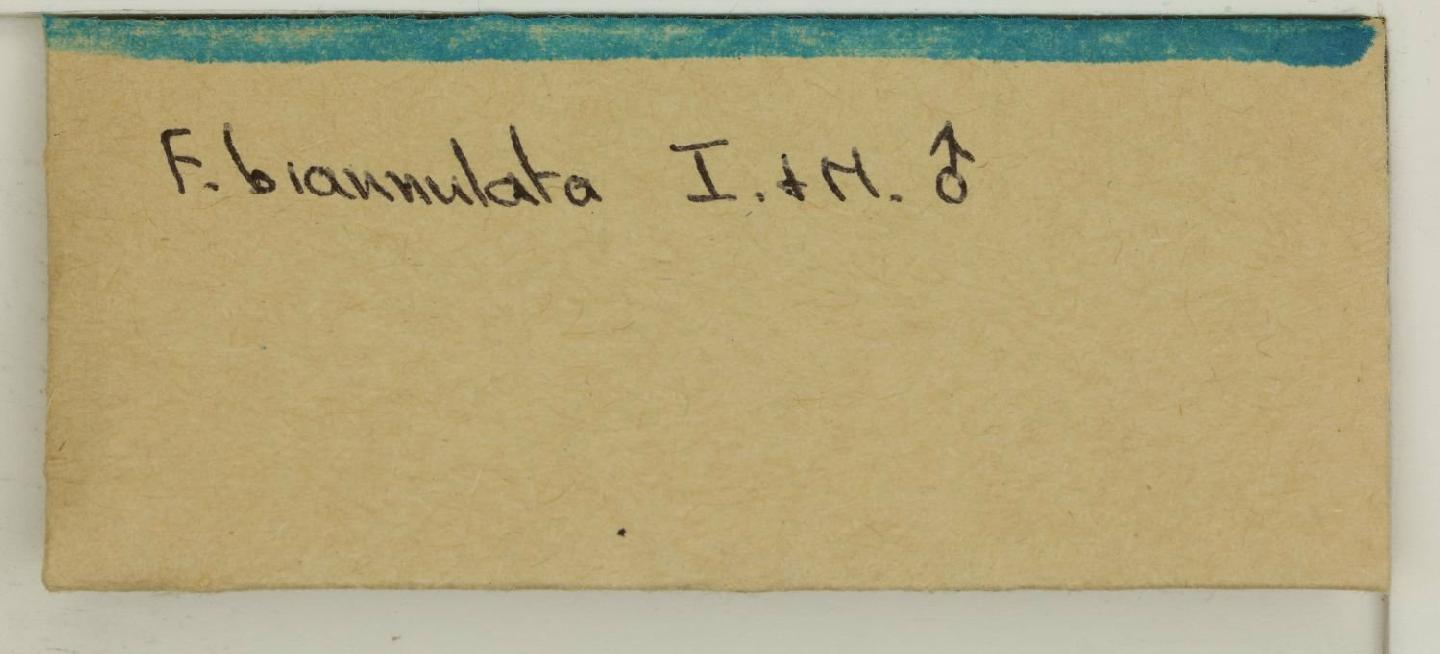 F. biannulata I. + M. ♂